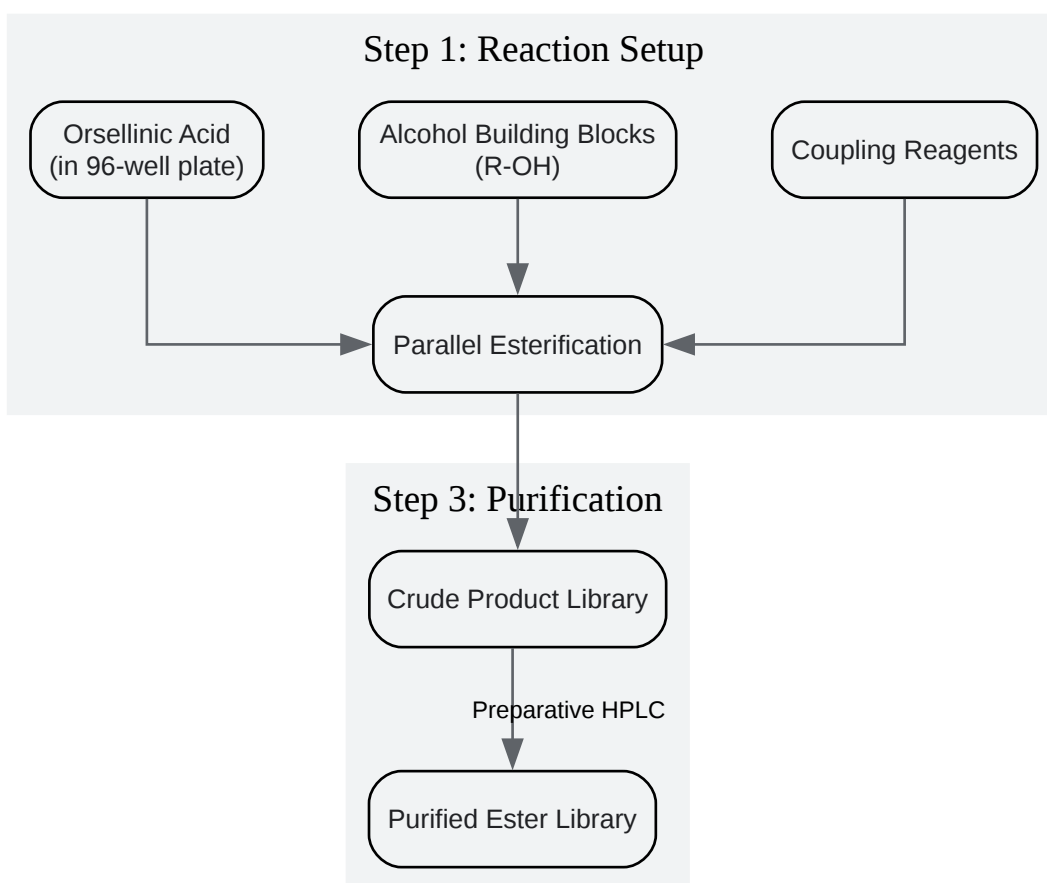 Step 1: Reaction Setup
Orsellinic Acid
(in 96-well plate)
Alcohol Building Blocks
(R-OH)
Coupling Reagents
Parallel Esterification
Step 3: Purification
Crude Product Library
Preparative HPLC
Purified Ester Library